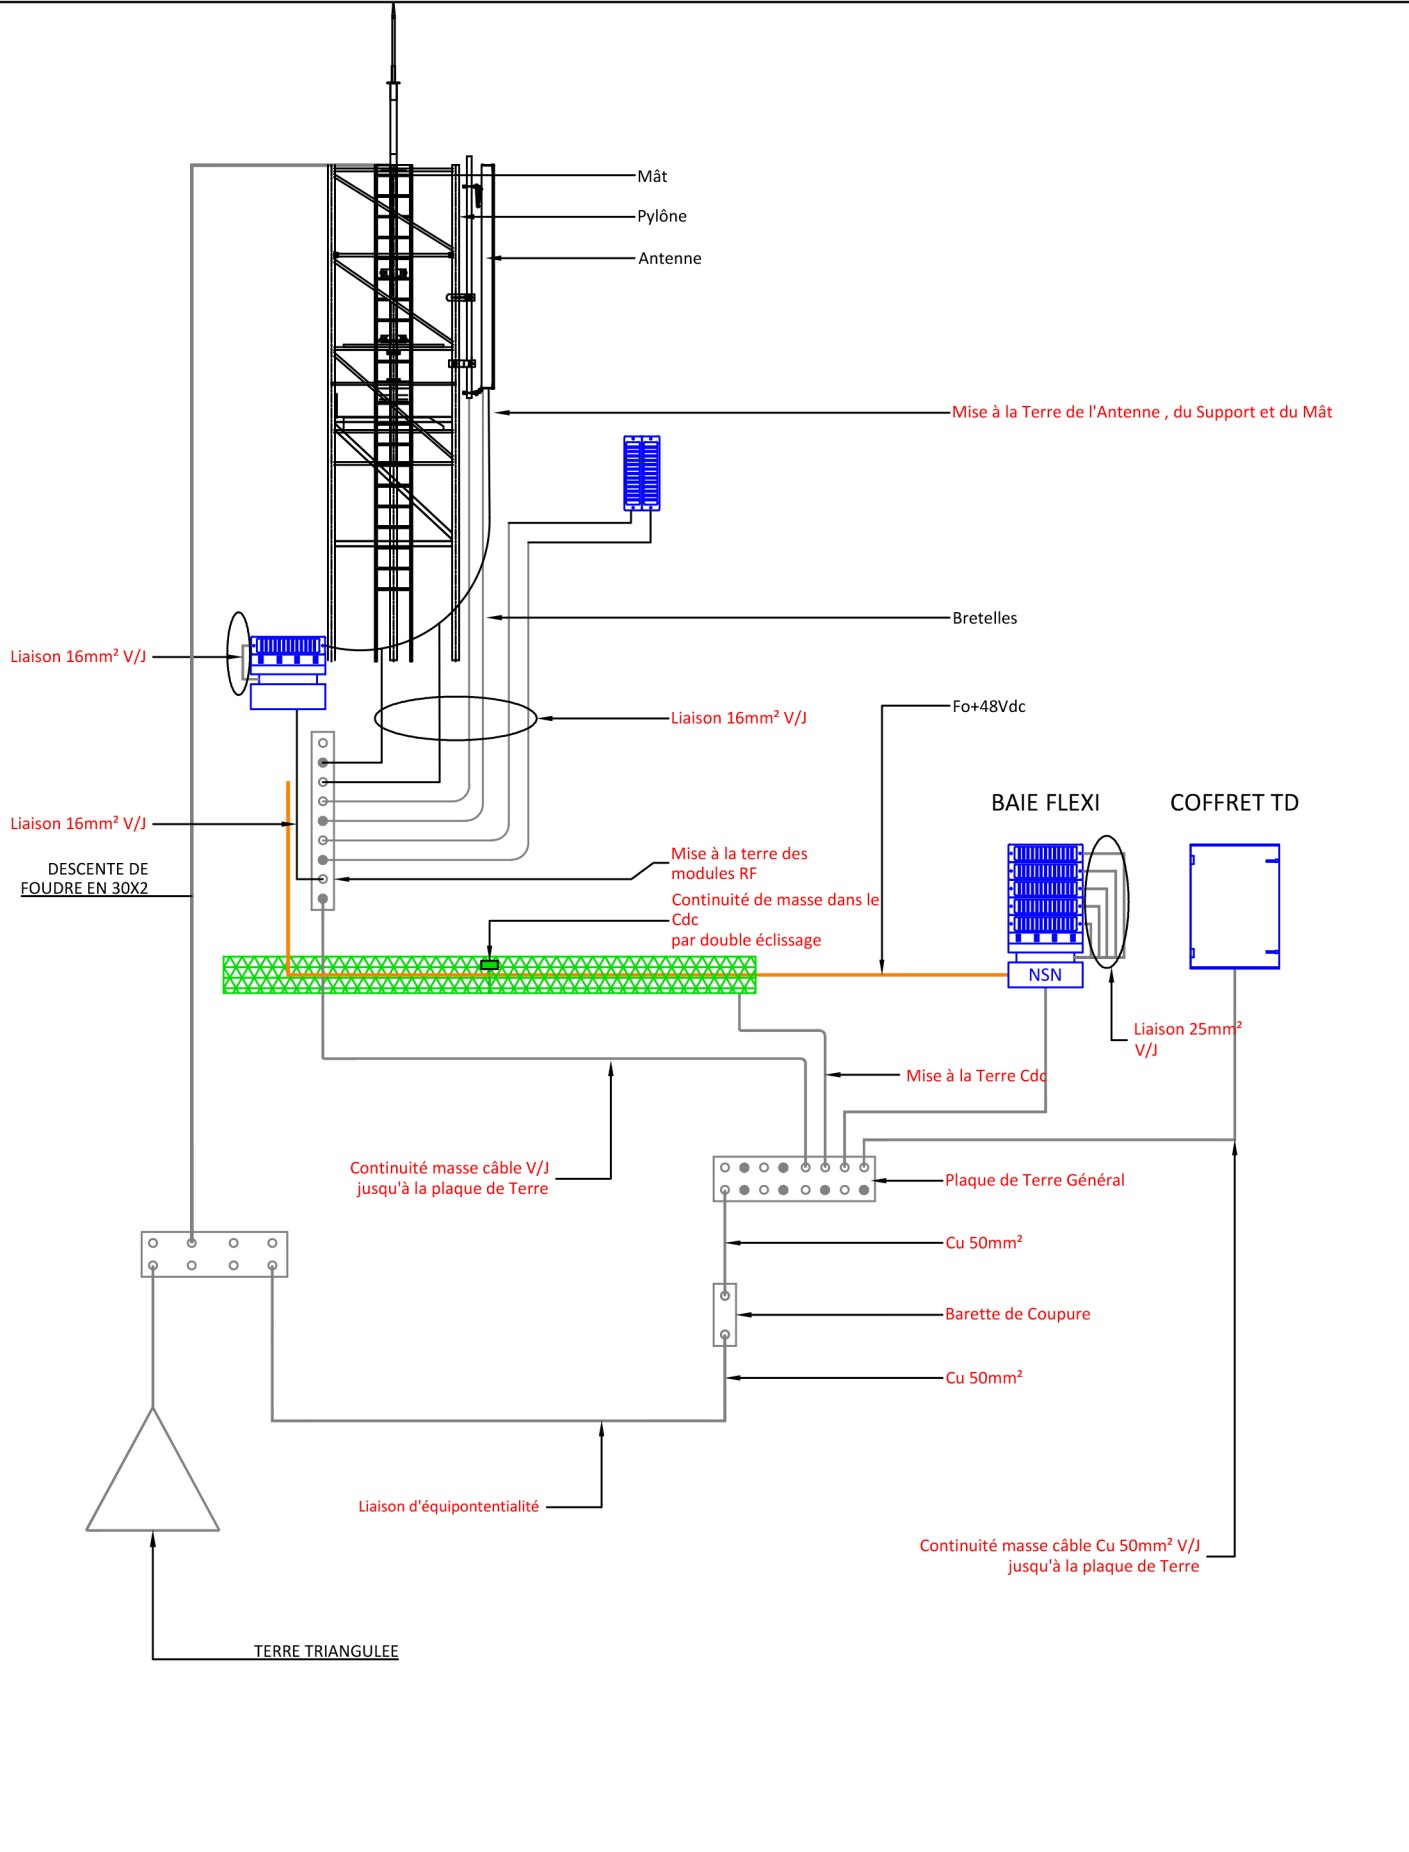 Mât
Pylône
Antenne
Mise à la Terre de l'Antenne , du Support et du Mât
Bretelles
Liaison 16mm² V/J
Liaison 16mm² V/J
Fo+48Vdc
BAIE FLEXI
COFFRET TD
Liaison 16mm² V/J
Mise à la terre des
modules RF
DESCENTE DE
FOUDRE EN 30X2
Continuité de masse dans le
Cdc
par double éclissage
NSN
Liaison 25mm²
V/J
Mise à la Terre Cdc
Continuité masse câble V/J
jusqu'à la plaque de Terre
Plaque de Terre Général
Cu 50mm²
Barette de Coupure
Cu 50mm²
Liaison d'équipontentialité
Continuité masse câble Cu 50mm² V/J
jusqu'à la plaque de Terre
TERRE TRIANGULEE